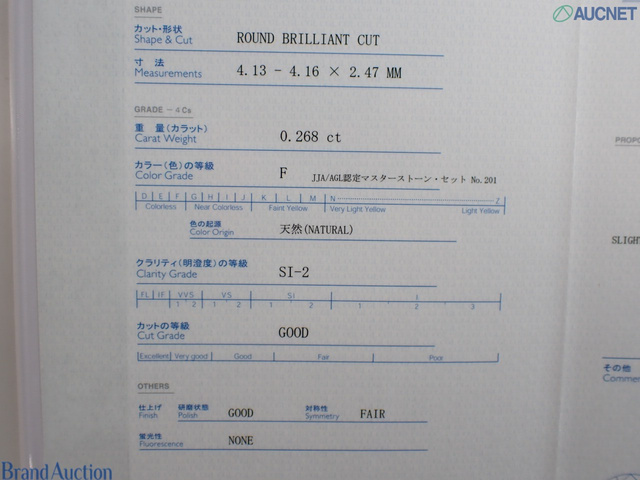 SHAPE
AUCNET
カット・形状
Shape & Cut
ROUND BRILLIANT CUT
寸 法
Measurements
4.13 - 4.16 × 2.47 MM
GRADE - 4Cs
重 量(カラット)
Carat Weight
0.268 ct
PROPO
カラー(色)の等級
Color Grade
F
JJA/AGL認定マスターストーン・セット No.201
D E F G H I J K L M N Z
Colorless Near Colorless Faint Yellow Very Light Yellow Light Yellow
色の起源
Color Origin
天然(NATURAL)
SLIGHT
クラリティ(明澄度)の等級
Clarity Grade
SI-2
FL IF VVS VS SI I
1 2 1 2 1 2 1 2 3
カットの等級
Cut Grade
GOOD
Excellent Very good Good Fair Poor
その他
Commen
OTHERS
仕上げ
Finish
研磨状態
Polish
GOOD
対称性
Symmetry
FAIR
蛍光性
Fluorescence
NONE
Brand Auction